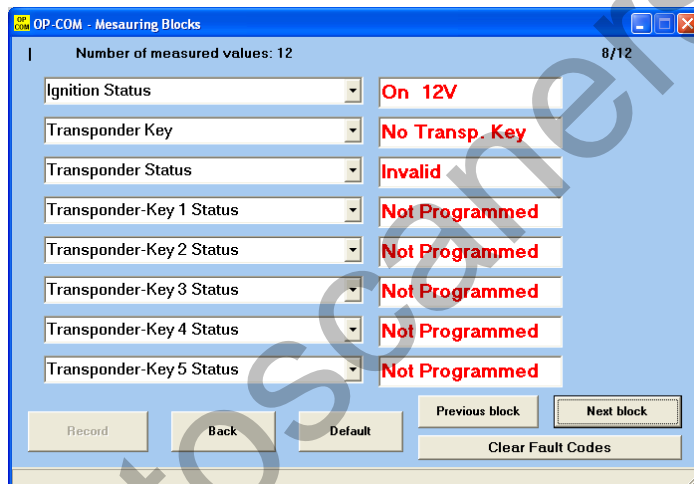 OP COM OP-COM - Mesauring Blocks
Number of measured values: 12 8/12
Ignition Status On 12V
Transponder Key No Transp. Key
Transponder Status Invalid
Transponder-Key 1 Status Not Programmed
Transponder-Key 2 Status Not Programmed
Transponder-Key 3 Status Not Programmed
Transponder-Key 4 Status Not Programmed
Transponder-Key 5 Status Not Programmed
Previous block Next block
Record Back Default
Clear Fault Codes